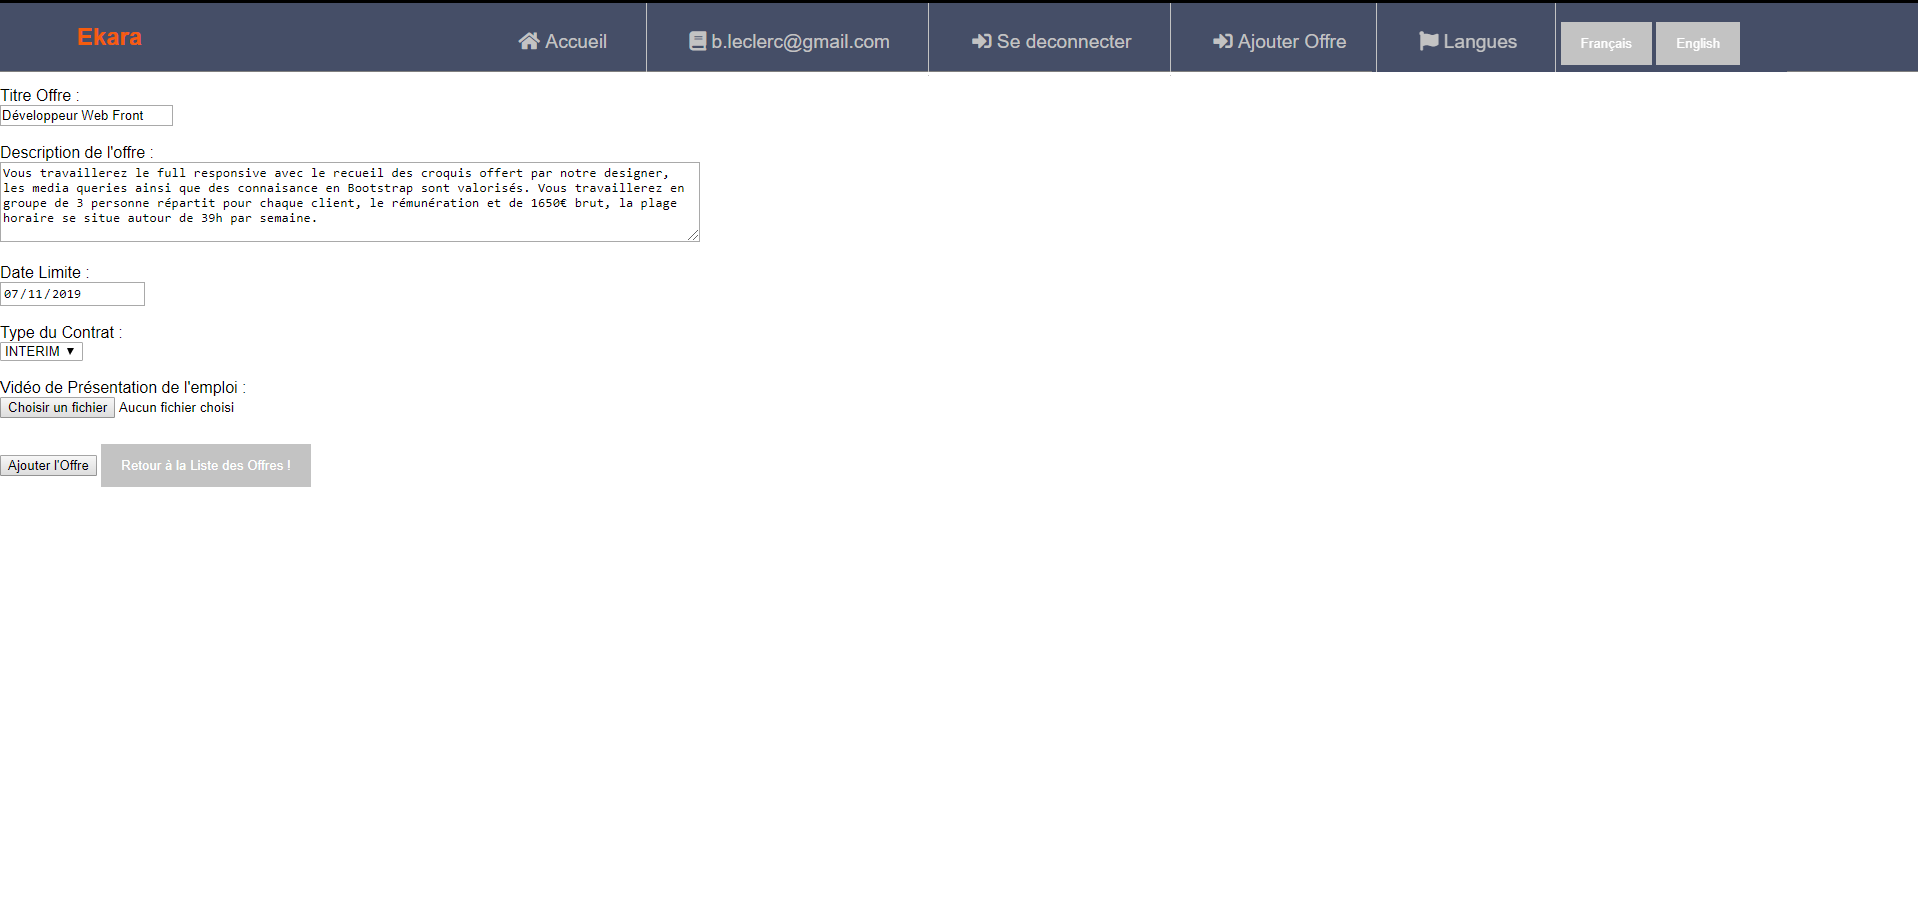 Ekara
Accueil
b.leclerc@gmail.com
Se deconnecter
Ajouter Offre
Langues
Français
English
Titre Offre :
Développeur Web Front
Description de l'offre :
Vous travaillerez le full responsive avec le recueil des croquis offert par notre designer,
les media queries ainsi que des connaisance en Bootstrap sont valorisés. Vous travaillerez en
groupe de 3 personne répartit pour chaque client, le rémunération et de 1650€ brut, la plage
horaire se situe autour de 39h par semaine.
Date Limite :
07/11/2019
Type du Contrat :
INTERIM ▼
Vidéo de Présentation de l'emploi :
Choisir un fichier Aucun fichier choisi
Ajouter l'Offre
Retour à la Liste des Offres !